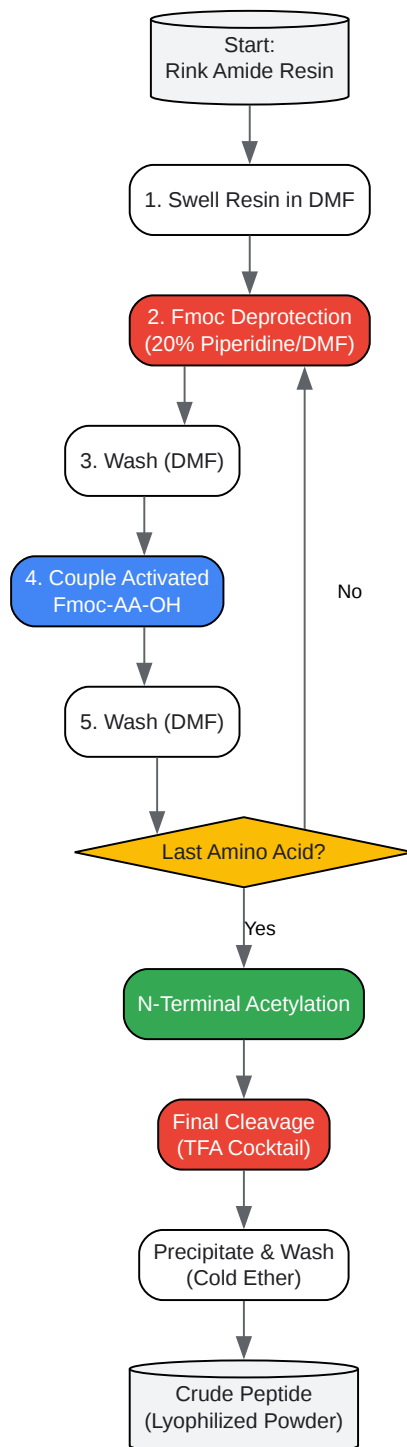 Start:
Rink Amide Resin
1. Swell Resin in DMF
2. Fmoc Deprotection
(20% Piperidine/DMF)
3. Wash (DMF)
4. Couple Activated
Fmoc-AA-OH
No
5. Wash (DMF)
Last Amino Acid?
Yes
N-Terminal Acetylation
Final Cleavage
(TFA Cocktail)
Precipitate & Wash
(Cold Ether)
Crude Peptide
(Lyophilized Powder)